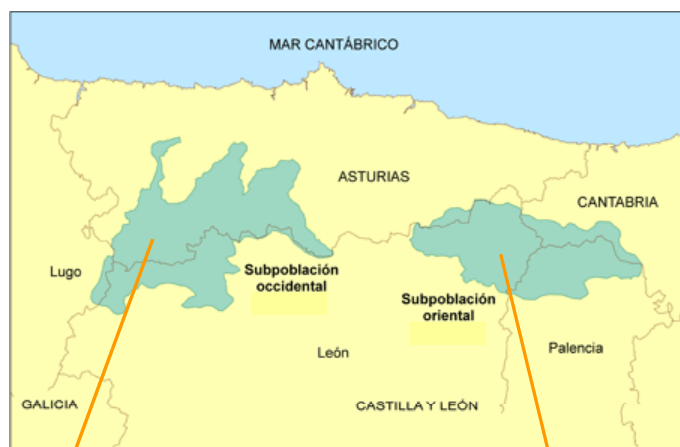 MAR CANTÁBRICO
ASTURIAS
CANTABRIA
Lugo
Subpoblación
occidental
Subpoblación
oriental
León
Palencia
GALICIA
CASTILLA Y LEÓN